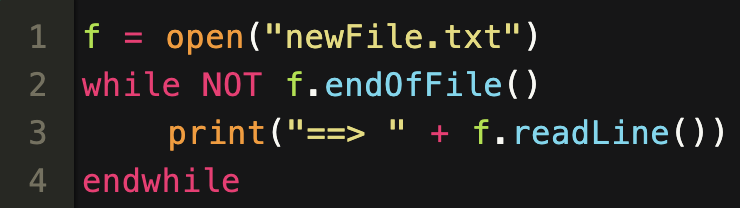 1 f = open("newFile.txt")
2 while NOT f.endOfFile()
3     print("==> " + f.readLine())
4 endwhile